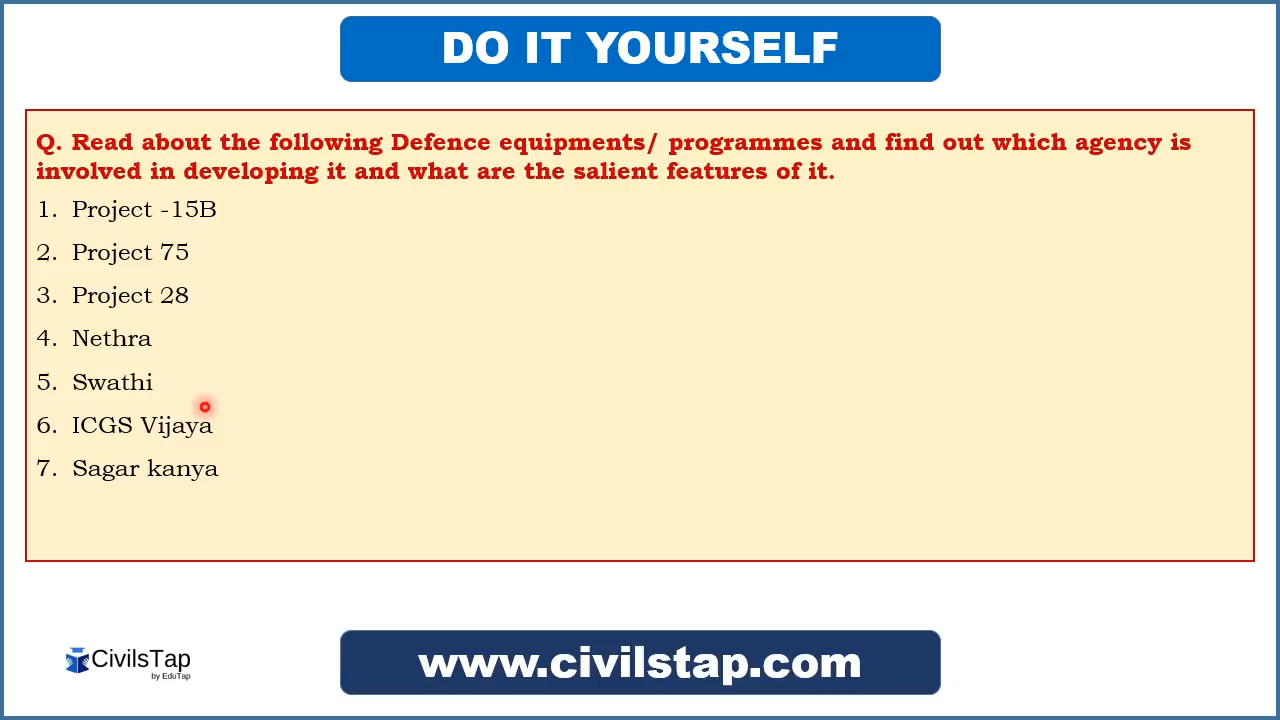 DO IT YOURSELF
Q. Read about the following Defence equipments/ programmes and find out which agency is
involved in developing it and what are the salient features of it.
1. Project -15B
2. Project 75
3. Project 28
4. Nethra
5. Swathi
6. ICGS Vijaya
7. Sagar kanya
CivilsTap
by EduTap
www.civilstap.com